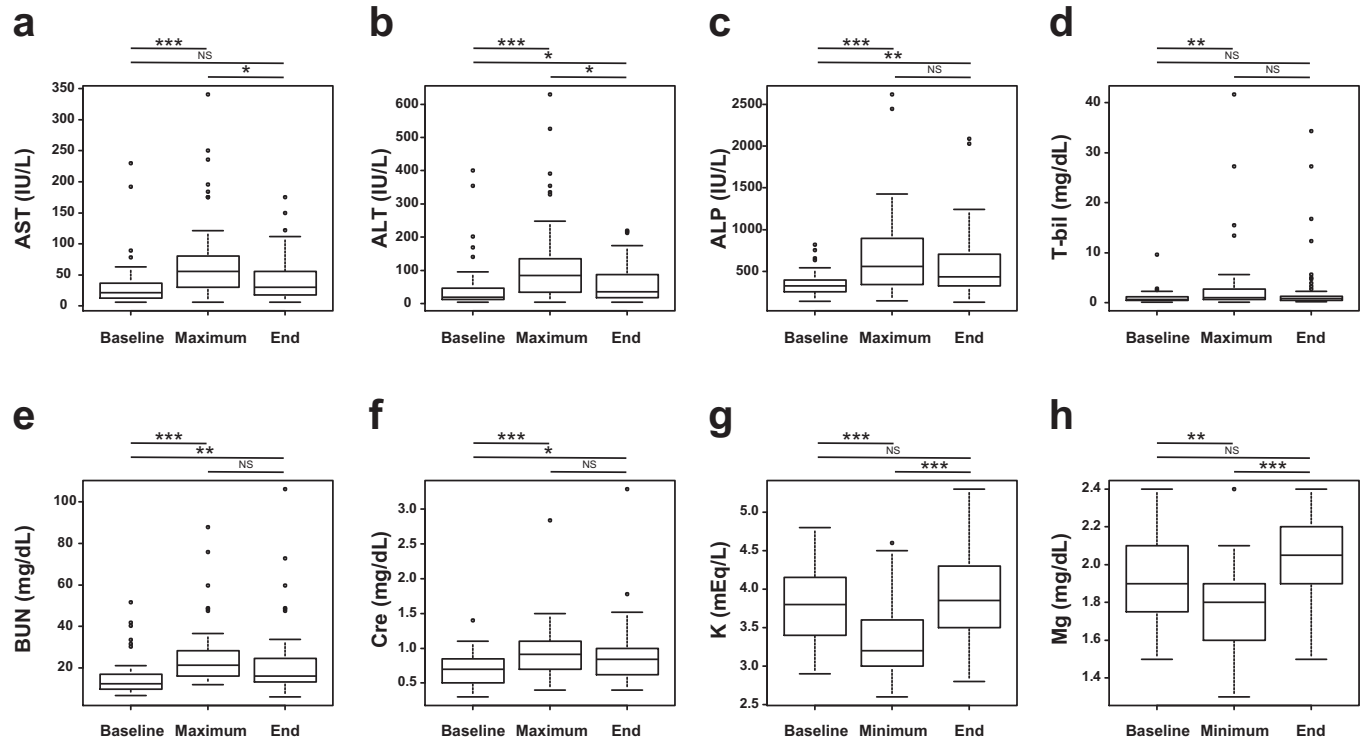 a
***
NS
*
AST (IU/L)
350
300
250
200
150
100
50
0
Baseline Maximum End
b
***
*
*
ALT (IU/L)
600
500
400
300
200
100
0
Baseline Maximum End
c
***
**
NS
ALP (IU/L)
2500
2000
1500
1000
500
Baseline Maximum End
d
**
NS
NS
T-bil (mg/dL)
40
30
20
10
0
Baseline Maximum End
e
***
**
NS
BUN (mg/dL)
100
80
60
40
20
Baseline Maximum End
f
***
*
NS
Cre (mg/dL)
3.0
2.5
2.0
1.5
1.0
0.5
Baseline Maximum End
g
***
NS
***
K (mEq/L)
5.0
4.5
4.0
3.5
3.0
2.5
Baseline Minimum End
h
**
NS
***
Mg (mg/dL)
2.4
2.2
2.0
1.8
1.6
1.4
Baseline Minimum End